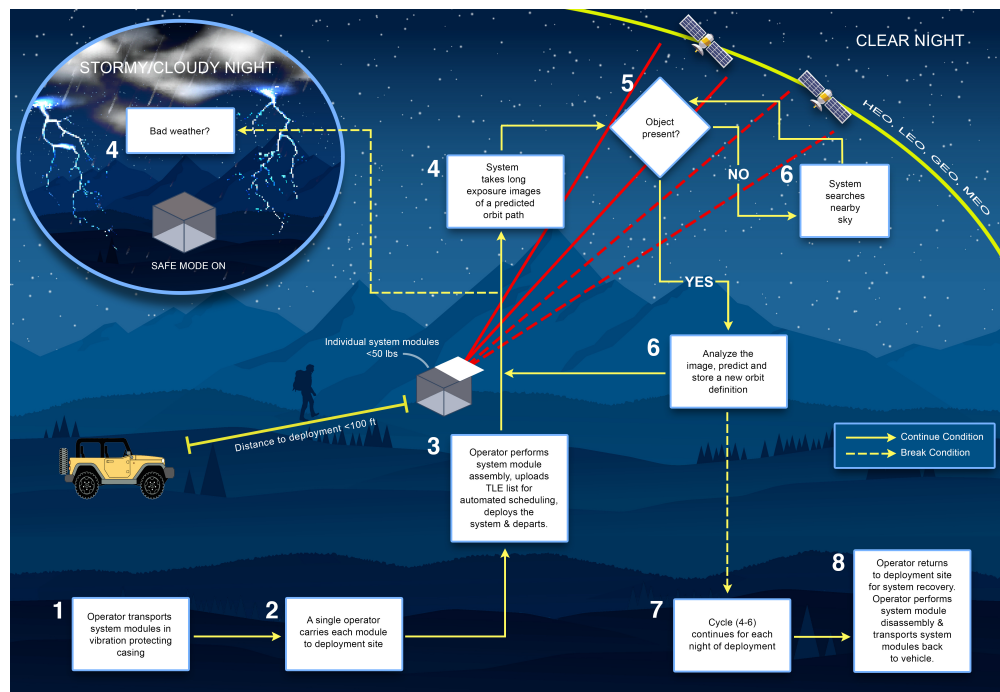 STORMY/CLOUDY NIGHT
4
Bad weather?
SAFE MODE ON
CLEAR NIGHT
HEO, LEO, GEO, MEO
5
Object
present?
NO
YES
4
System
takes long
exposure images
of a predicted
orbit path
6
System
searches
nearby
sky
6
Analyze the
image, predict and
store a new orbit
definition
Individual system modules
<50 lbs
Distance to deployment <100 ft
Continue Condition
Break Condition
3
Operator performs
system module
assembly, uploads
TLE list for
automated scheduling,
deploys the
system & departs.
1
Operator transports
system modules in
vibration protecting
casing
2
A single operator
carries each module
to deployment site
7
Cycle (4-6)
continues for each
night of deployment
8
Operator returns
to deployment site
for system recovery.
Operator performs
system module
disassembly &
transports system
modules back
to vehicle.